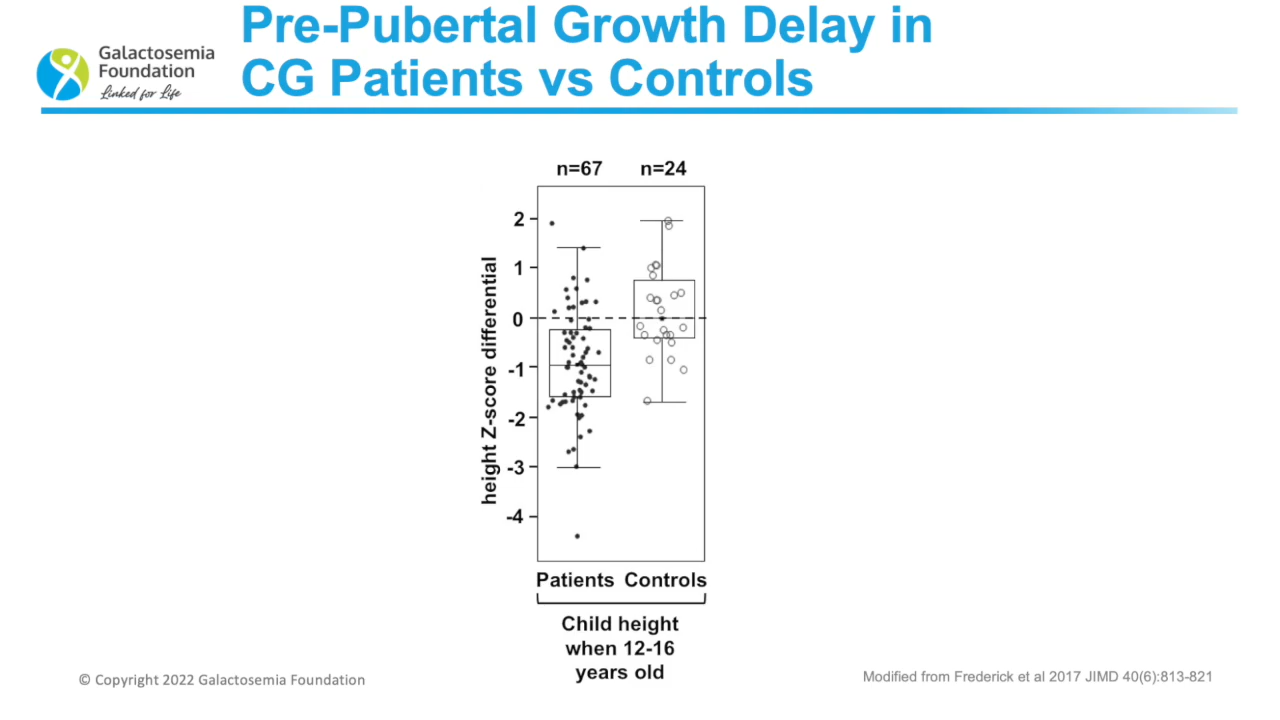 Pre-Pubertal Growth Delay in
CG Patients vs Controls
Galactosemia
Foundation
Linked for Life
n=67 n=24
height Z-score differential
2
1
0
-1
-2
-3
-4
Patients Controls
Child height
when 12-16
years old
© Copyright 2022 Galactosemia Foundation
Modified from Frederick et al 2017 JIMD 40(6):813-821